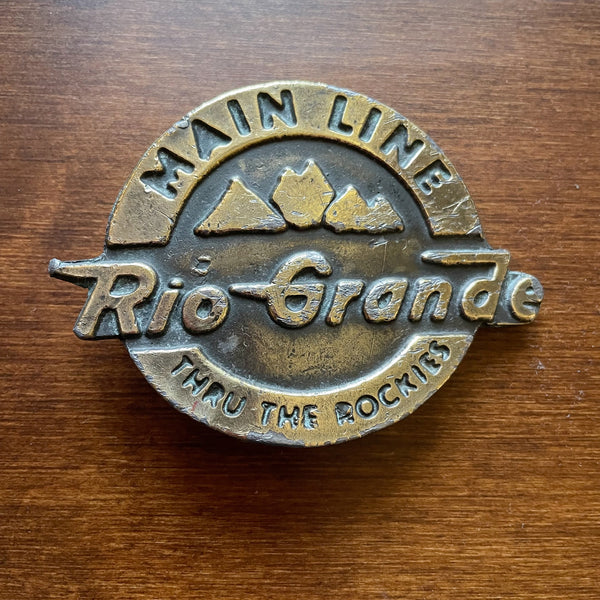 MAIN LINE
Rio Grande
THRU THE ROCKIES